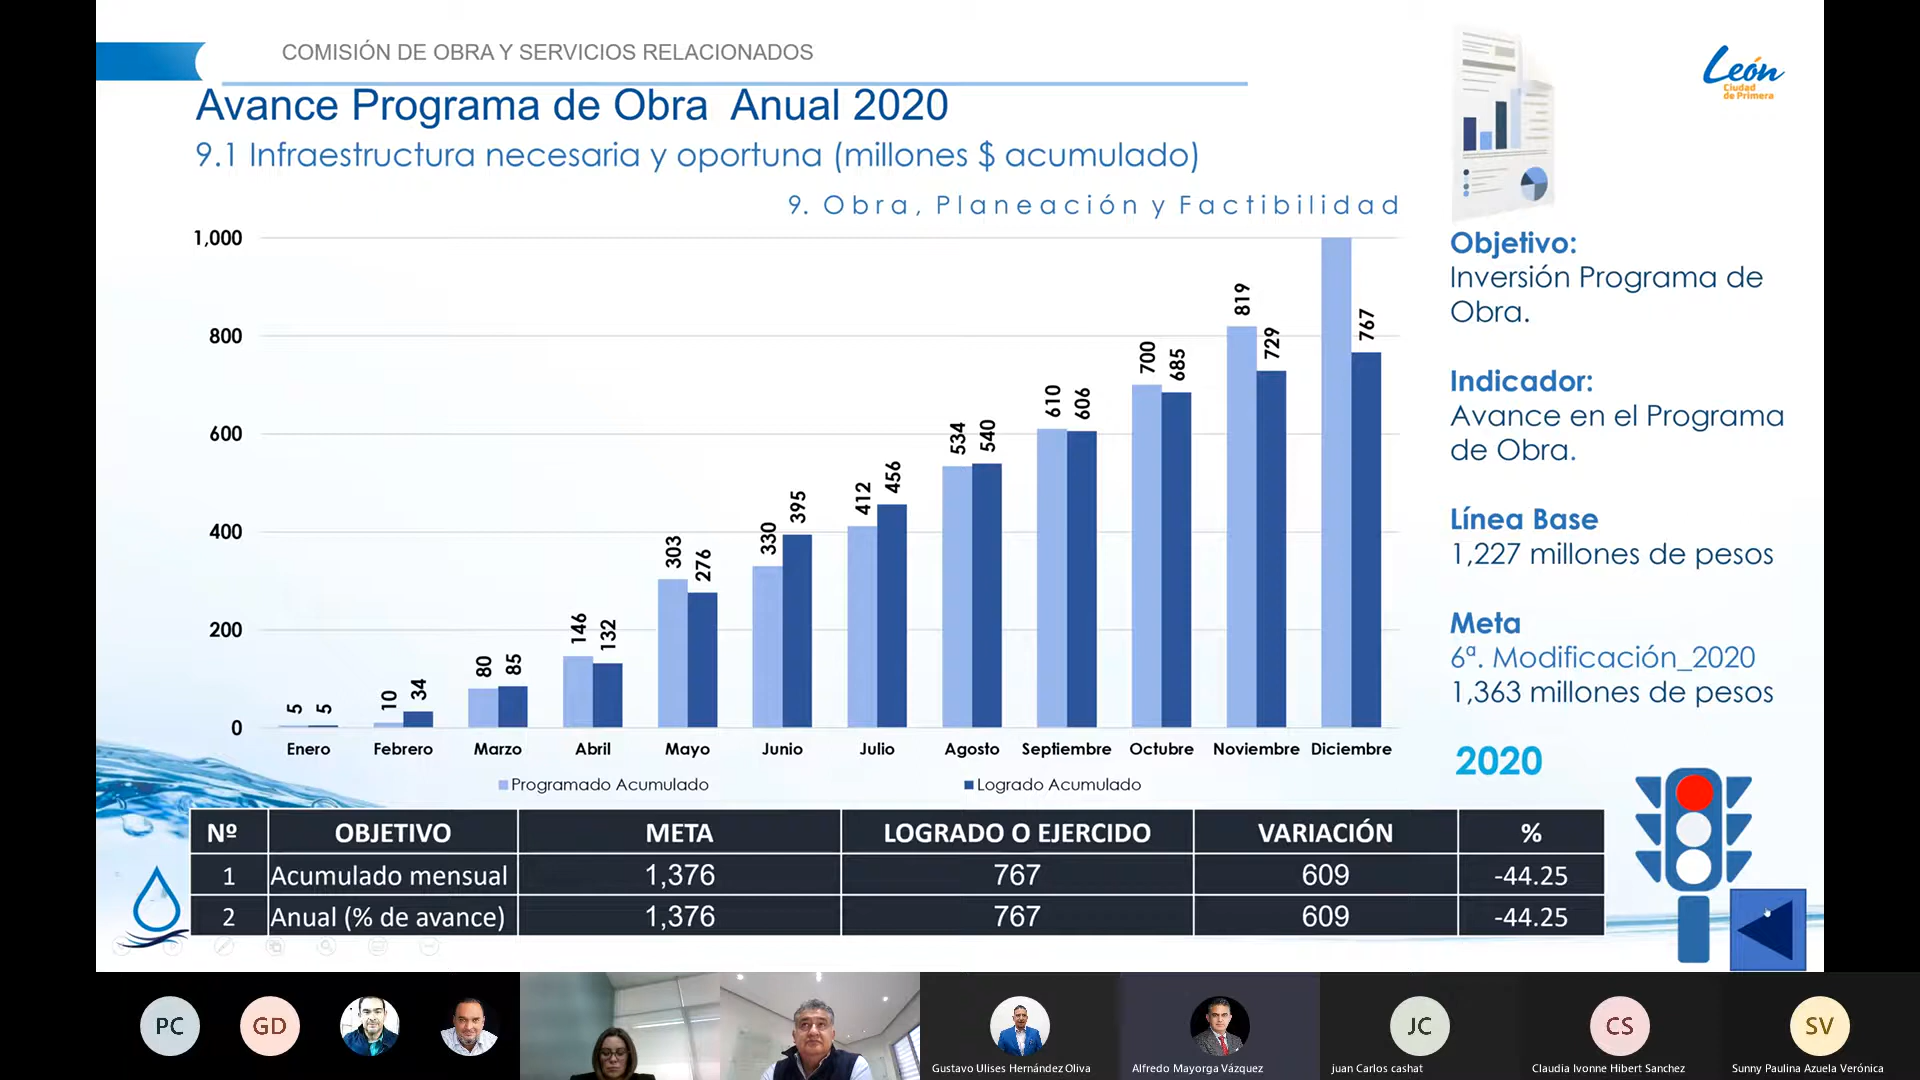 COMISIÓN DE OBRA Y SERVICIOS RELACIONADOS
León
Ciudad
de Primera
Avance Programa de Obra Anual 2020
9.1 Infraestructura necesaria y oportuna (millones $ acumulado)
9. Obra, Planeación y Factibilidad
1,000
800
600
400
200
0
5 5
10 34
80 85
146 132
303 276
330 395
412 456
534 540
610 606
700 685
819 729
767
Enero Febrero Marzo Abril Mayo Junio Julio Agosto Septiembre Octubre Noviembre Diciembre
Programado Acumulado Logrado Acumulado
Objetivo:
Inversión Programa de
Obra.
Indicador:
Avance en el Programa
de Obra.
Línea Base
1,227 millones de pesos
Meta
6ª. Modificación_2020
1,363 millones de pesos
2020
Nº OBJETIVO META LOGRADO O EJERCIDO VARIACIÓN %
1 Acumulado mensual 1,376 767 609 -44.25
2 Anual (% de avance) 1,376 767 609 -44.25
PC GD JC CS SV
Gustavo Ulises Hernández Oliva Alfredo Mayorga Vázquez juan Carlos cashat Claudia Ivonne Hibert Sanchez Sunny Paulina Azuela Verónica